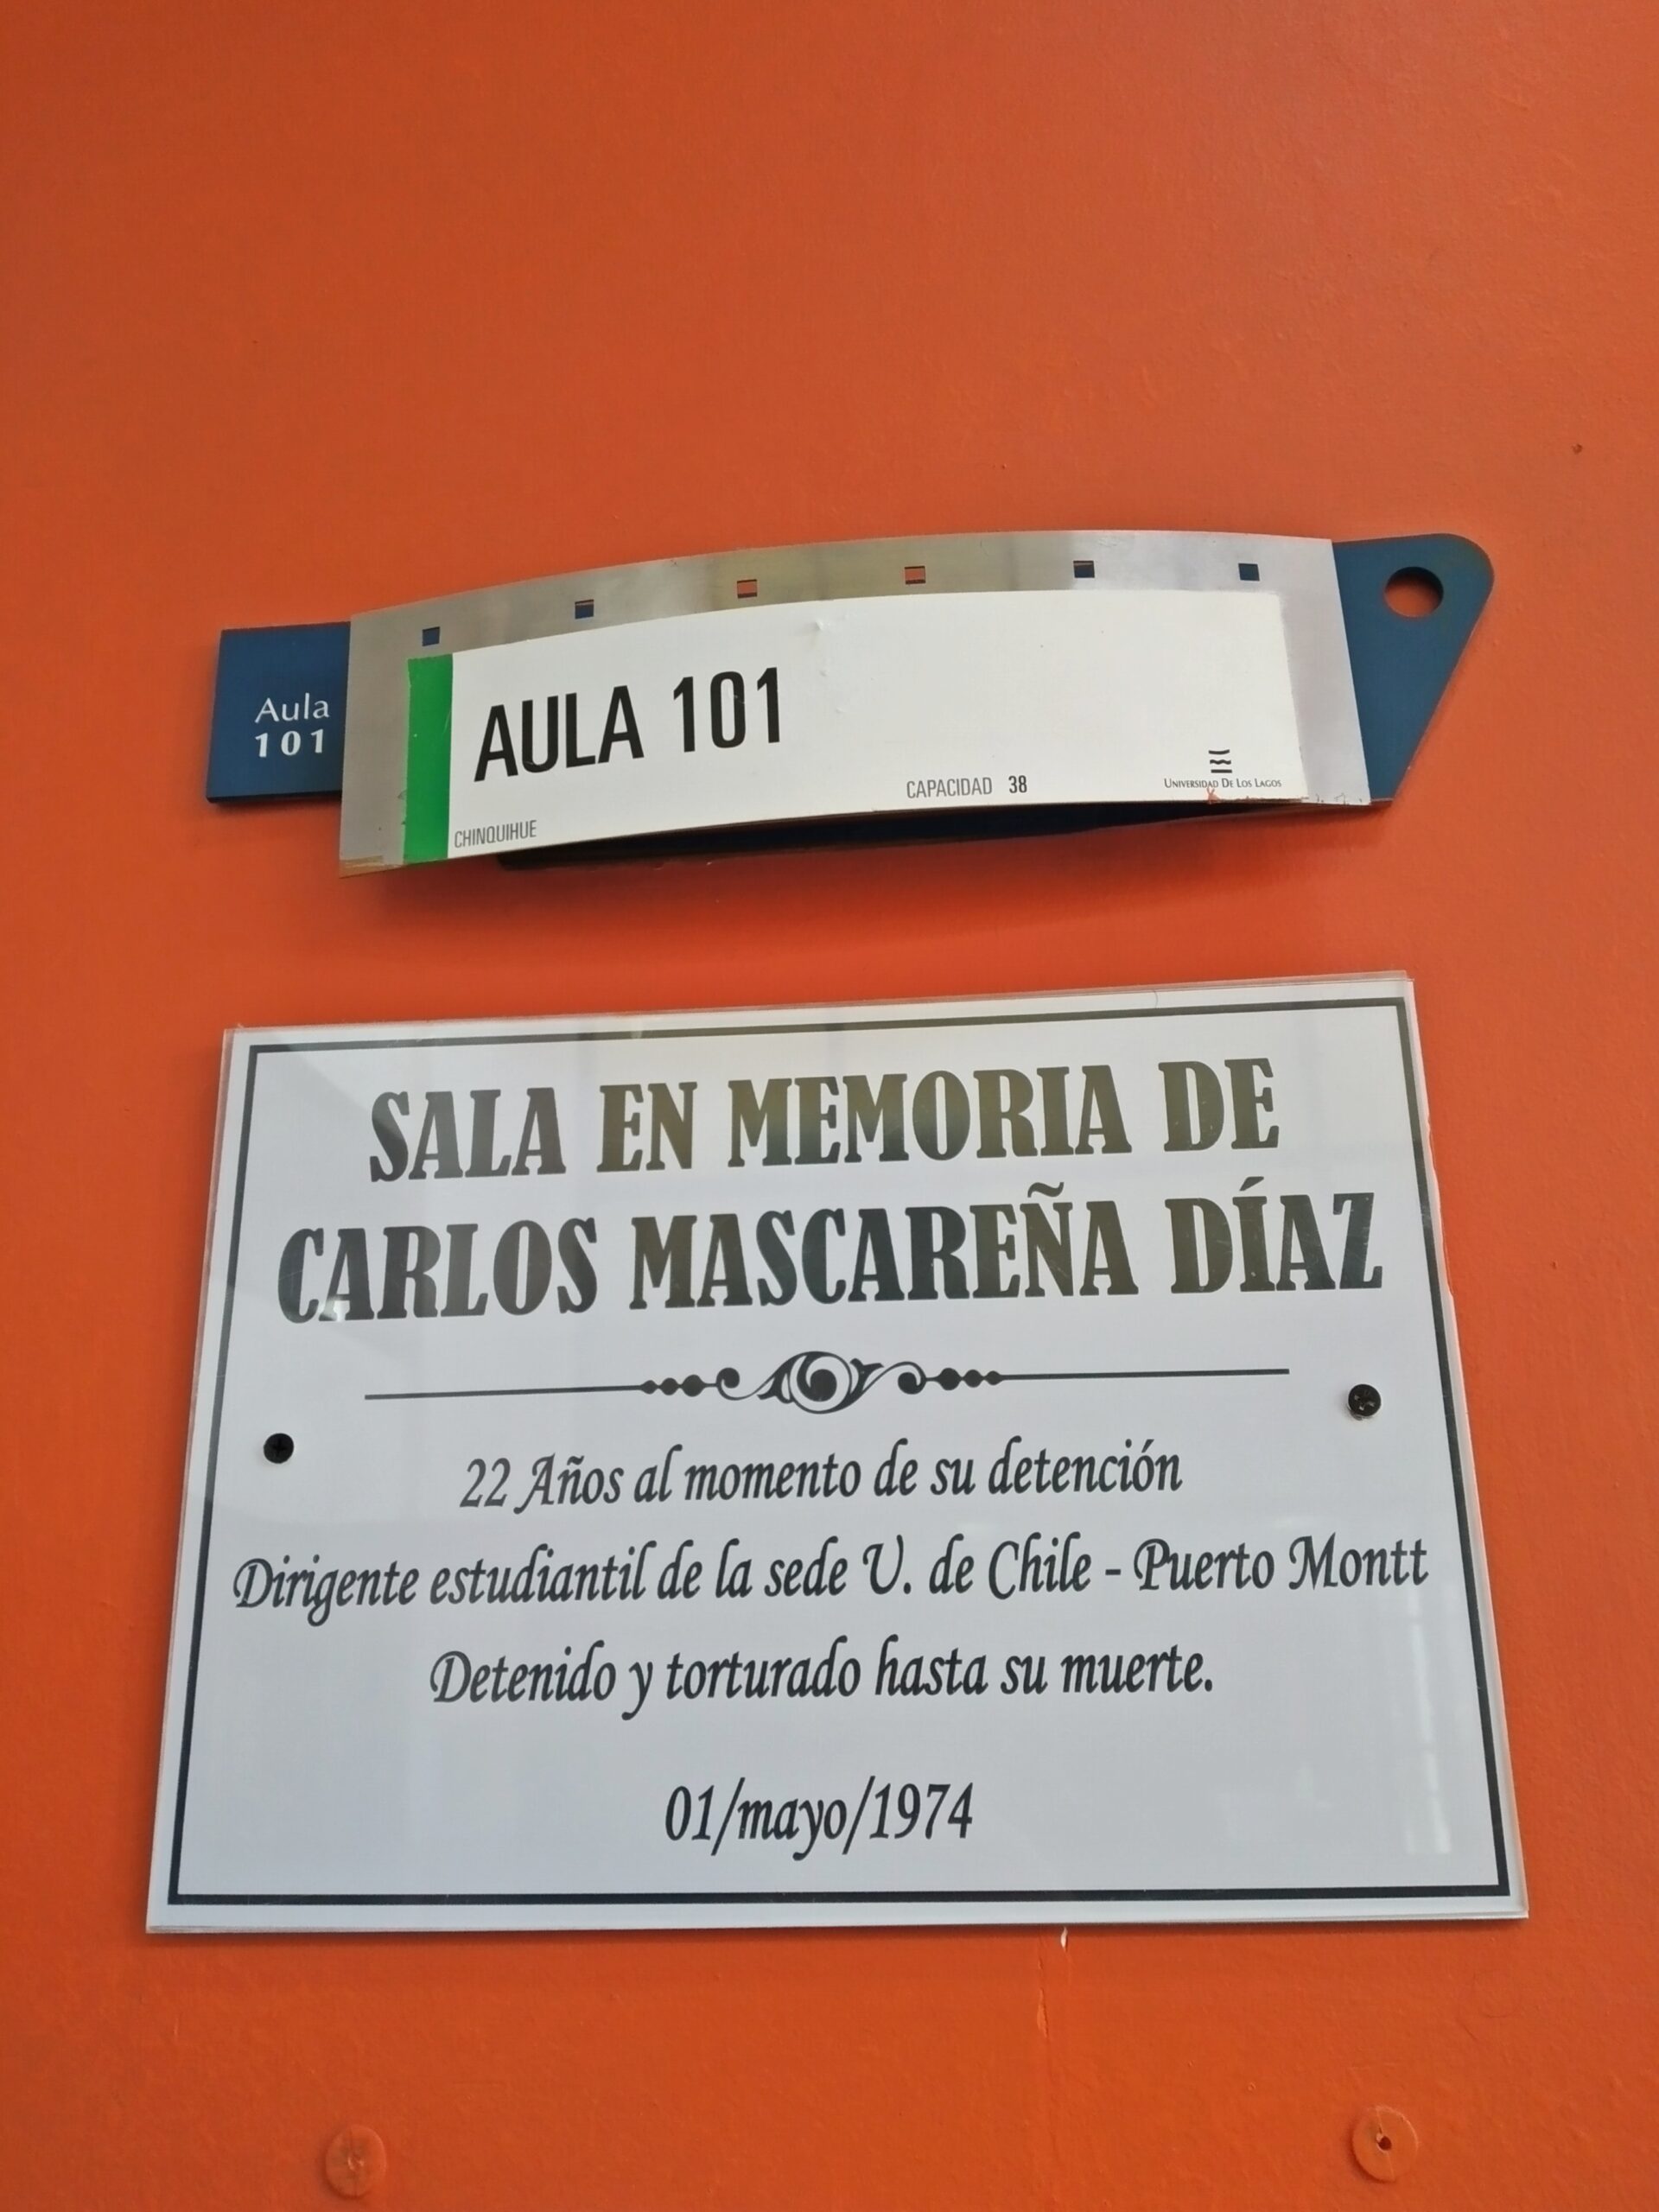 Aula
101
AULA 101
CAPACIDAD 38
UNIVERSIDAD DE LOS LAGOS
CHINQUIHUE
SALA EN MEMORIA DE
CARLOS MASCAREÑA DÍAZ
22 Años al momento de su detención
Dirigente estudiantil de la sede U. de Chile - Puerto Montt
Detenido y torturado hasta su muerte.
01/mayo/1974